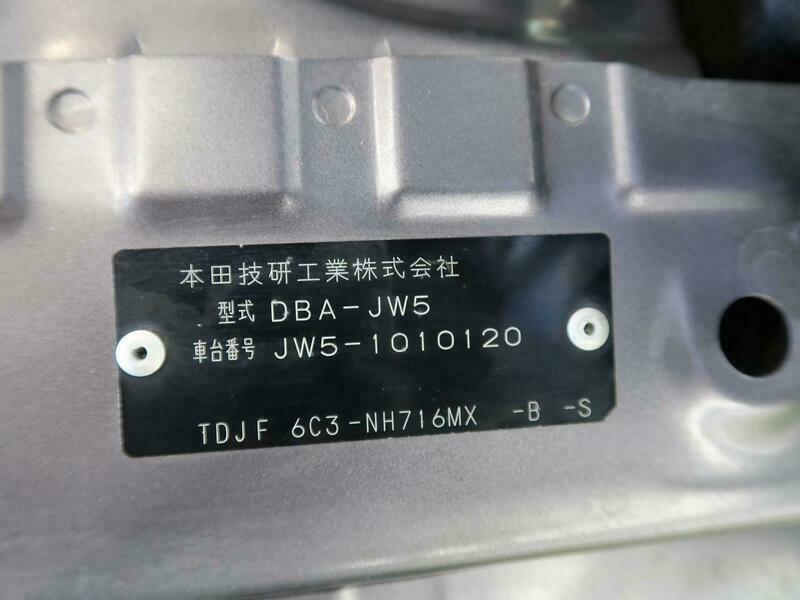 本田技研工業株式会社
型式 DBA-JW5
車台番号 JW5-1010120
TDJF 6C3-NH716MX -B -S